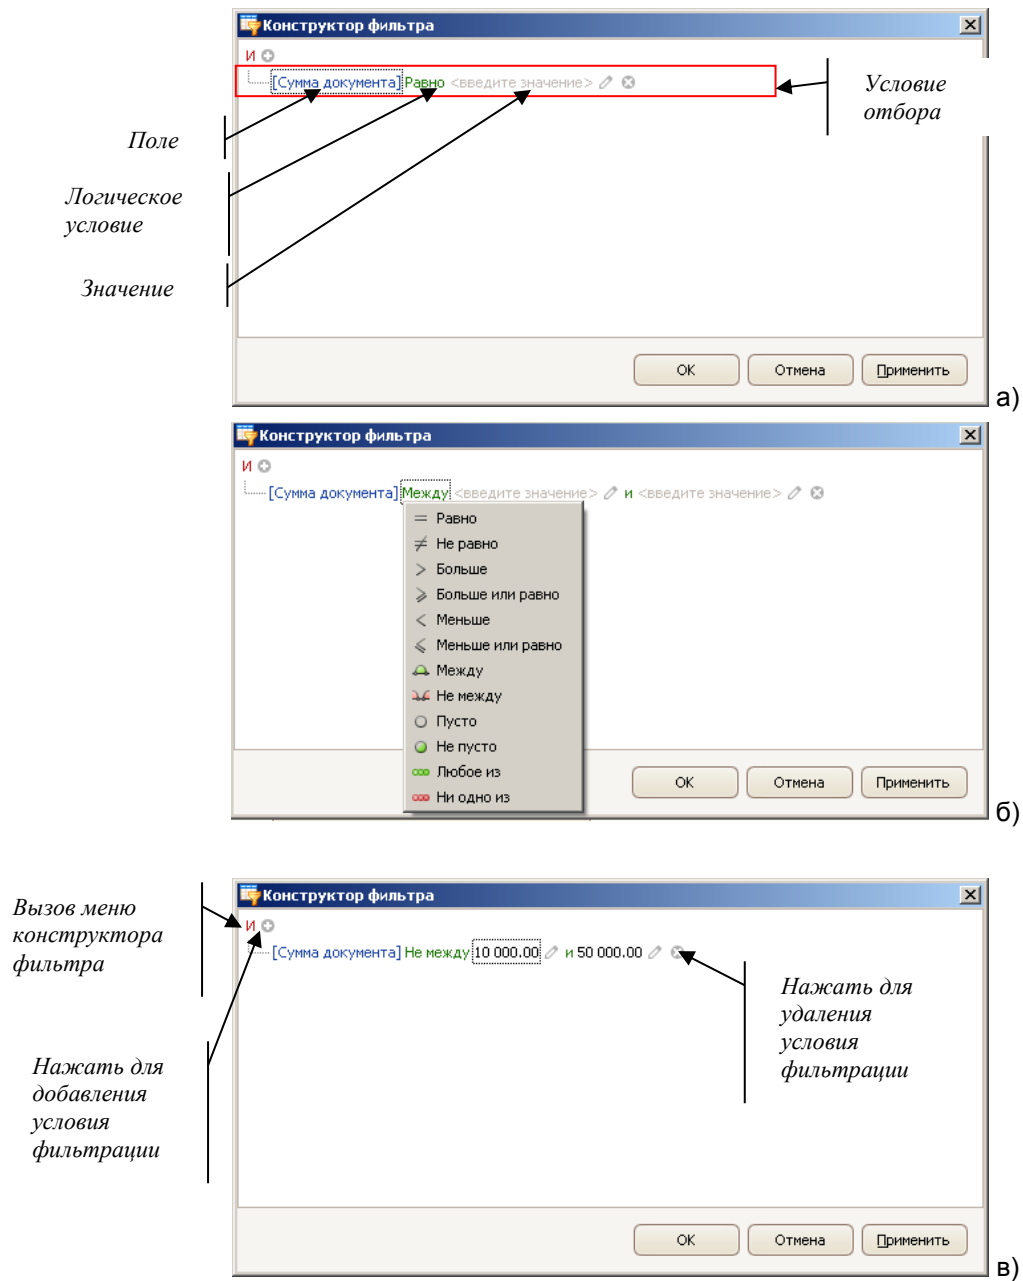 Конструктор фильтра
И
[Сумма документа] Равно <введите значение>
Условие
отбора
Поле
Логическое
условие
Значение
ОК
Отмена
Применить
а)
Конструктор фильтра
И
[Сумма документа] Между <введите значение> и <введите значение>
Равно
Не равно
Больше
Больше или равно
Меньше
Меньше или равно
Между
Не между
Пусто
Не пусто
Любое из
Ни одно из
ОК
Отмена
Применить
б)
Конструктор фильтра
Вызов меню
конструктора
фильтра
И
[Сумма документа] Не между 10 000.00 и 50 000.00
Нажать для
удаления
условия
фильтрации
Нажать для
добавления
условия
фильтрации
ОК
Отмена
Применить
в)